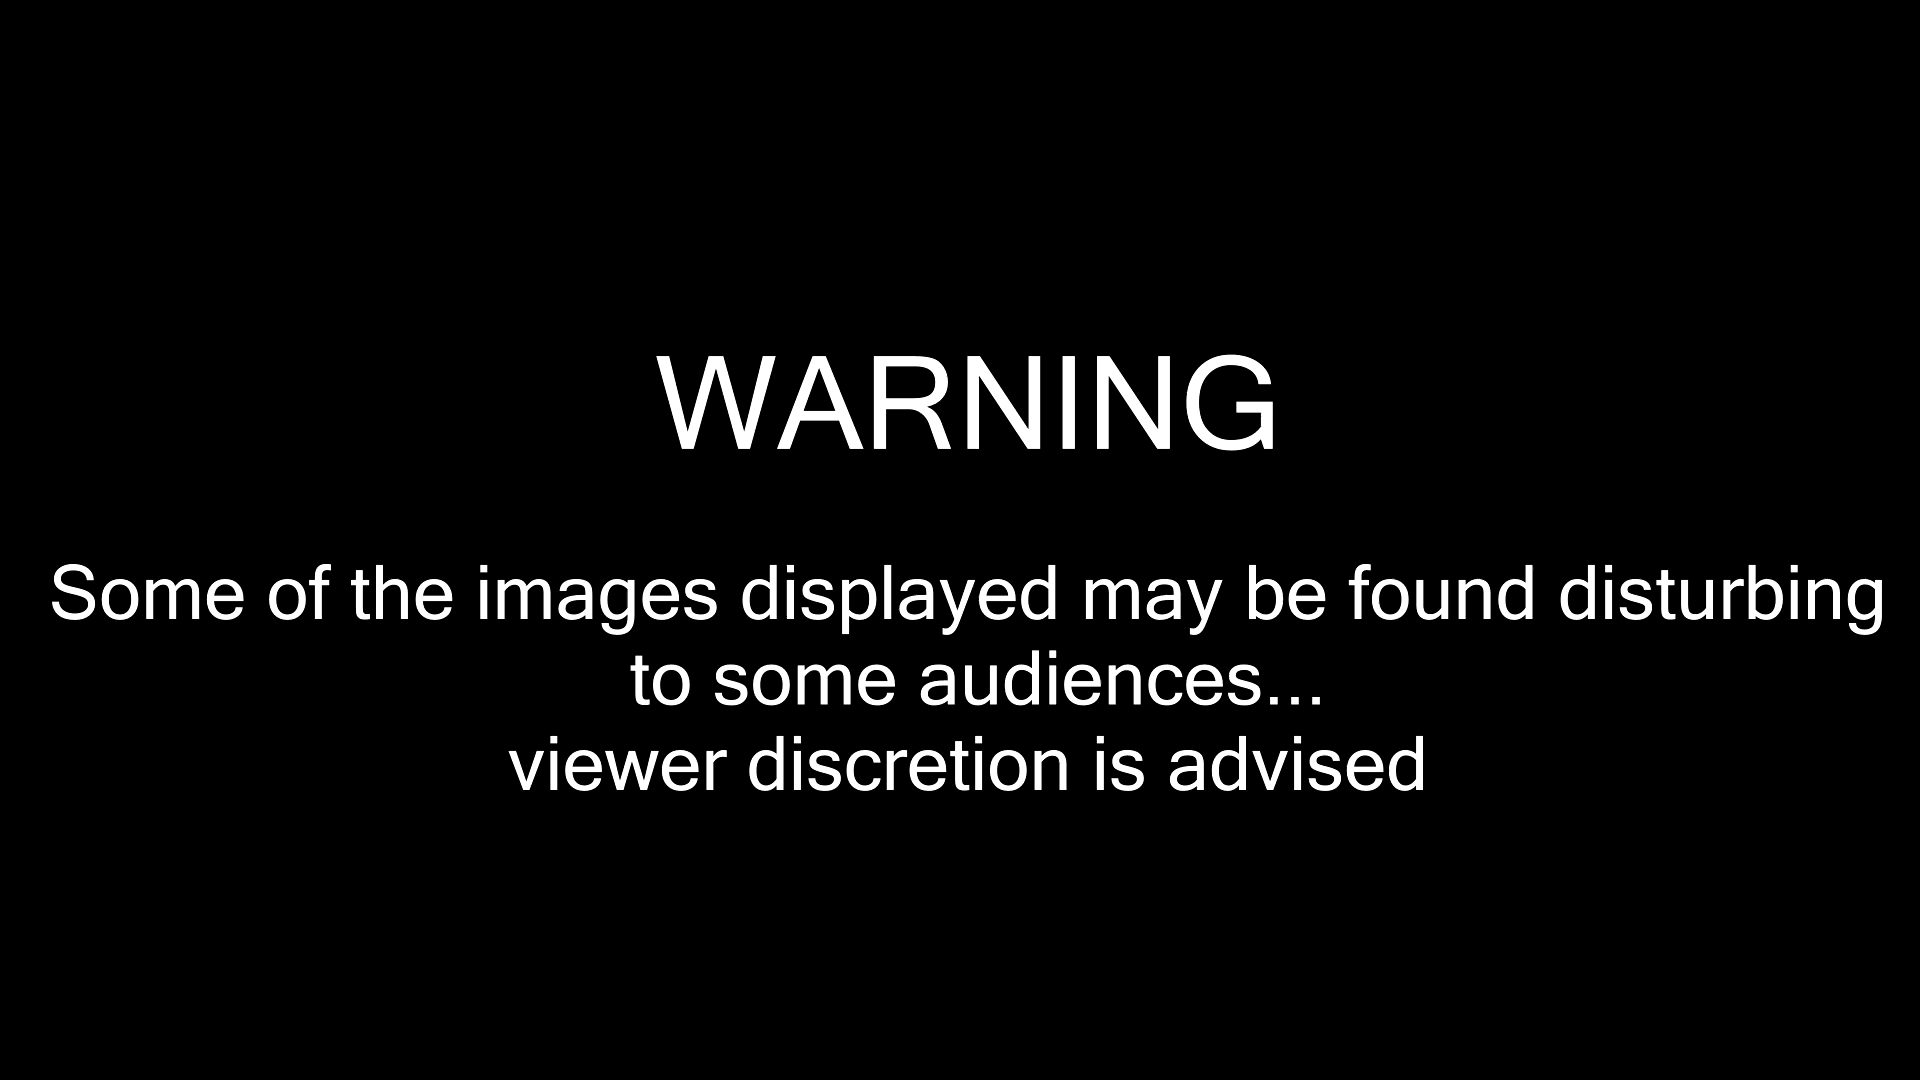 WARNING
Some of the images displayed may be found disturbing
to some audiences...
viewer discretion is advised